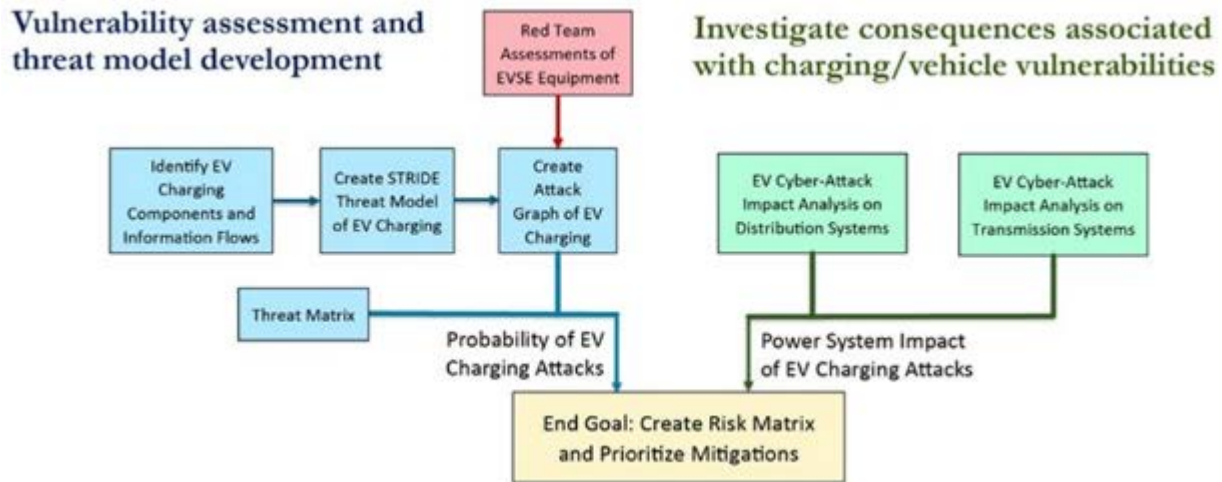 Vulnerability assessment and
threat model development
Red Team
Assessments of
EVSE Equipment
Investigate consequences associated
with charging/vehicle vulnerabilities
Identify EV
Charging
Components and
Information Flows
Create STRIDE
Threat Model
of EV Charging
Create
Attack
Graph of EV
Charging
EV Cyber-Attack
Impact Analysis on
Distribution Systems
EV Cyber-Attack
Impact Analysis on
Transmission Systems
Threat Matrix
Probability of EV
Charging Attacks
Power System Impact
of EV Charging Attacks
End Goal: Create Risk Matrix
and Prioritize Mitigations